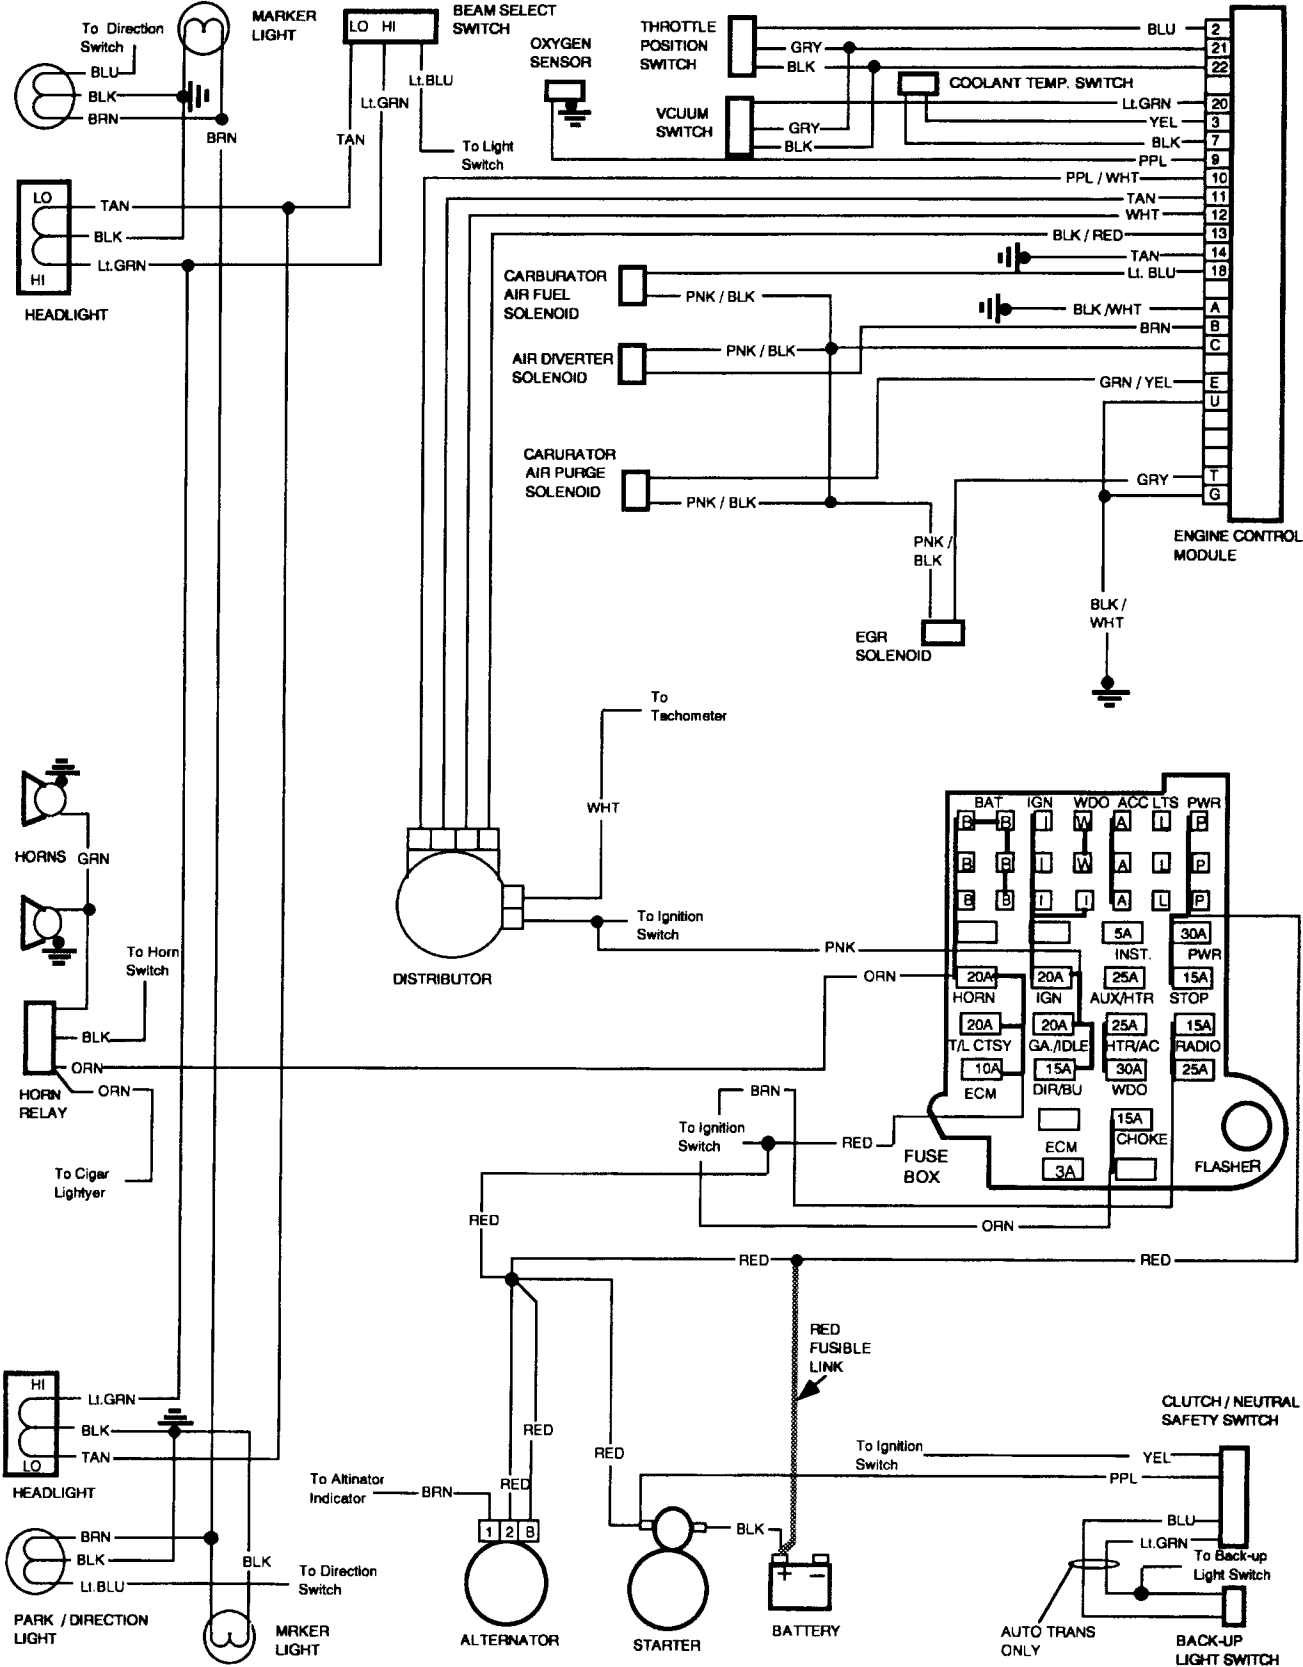 To Direction
Switch
BLU
BLK
BRN
MARKER
LIGHT
BRN
LO HI
BEAM SELECT
SWITCH
Lt.BLU
Lt.GRN
TAN
To Light
Switch
OXYGEN
SENSOR
THROTTLE
POSITION
SWITCH
GRY
BLK
BLU
VCUUM
SWITCH
GRY
BLK
COOLANT TEMP. SWITCH
Lt.GRN
YEL
BLK
PPL
PPL / WHT
TAN
WHT
BLK / RED
TAN
Lt. BLU
BLK /WHT
BRN
GRN / YEL
GRY
2
21
22
20
3
7
9
10
11
12
13
14
18
A
B
C
E
U
T
G
ENGINE CONTROL
MODULE
LO
HI
TAN
BLK
Lt.GRN
HEADLIGHT
CARBURATOR
AIR FUEL
SOLENOID
PNK / BLK
AIR DIVERTER
SOLENOID
PNK / BLK
CARURATOR
AIR PURGE
SOLENOID
PNK / BLK
PNK /
BLK
EGR
SOLENOID
BLK /
WHT
To
Tachometer
WHT
HORNS
GRN
To Horn
Switch
BLK
ORN
ORN
HORN
RELAY
To Cigar
Lightyer
DISTRIBUTOR
To Ignition
Switch
PNK
ORN
BAT IGN WDO ACC LTS PWR
B B I W A L P
B B I W A L P
B B I I A L P
5A 30A
INST. PWR
20A 20A 25A 15A
HORN IGN AUX/HTR STOP
20A 20A 25A 15A
T/L CTSY GA./IDLE HTR/AC RADIO
10A 15A 30A 25A
ECM DIR/BU WDO
15A
CHOKE
ECM
3A
FLASHER
FUSE
BOX
BRN
To Ignition
Switch
RED
ORN
RED
RED
RED
RED
FUSIBLE
LINK
RED
RED
RED
HI
LO
Lt.GRN
BLK
TAN
HEADLIGHT
BRN
BLK
Lt.BLU
BLK
To Direction
Switch
PARK / DIRECTION
LIGHT
MRKER
LIGHT
To Altinator
Indicator
BRN
1 2 B
ALTERNATOR
STARTER
BLK
+ −
BATTERY
CLUTCH / NEUTRAL
SAFETY SWITCH
To Ignition
Switch
YEL
PPL
BLU
Lt.GRN
To Back-up
Light Switch
AUTO TRANS
ONLY
BACK-UP
LIGHT SWITCH